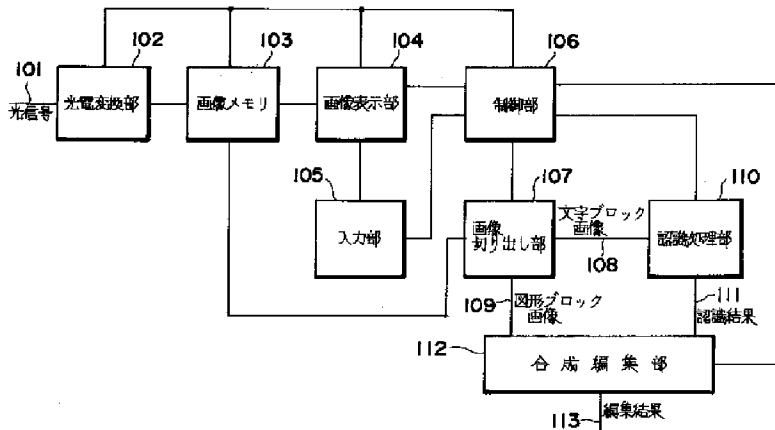 101
光信号
102
光電変換部
103
画像メモリ
104
画像表示部
106
制御部
105
入力部
107
画像
切り出し部
文字ブロック
画像
108
110
認識処理部
109
図形ブロック
画像
111
認識結果
112
合成編集部
113
編集結果